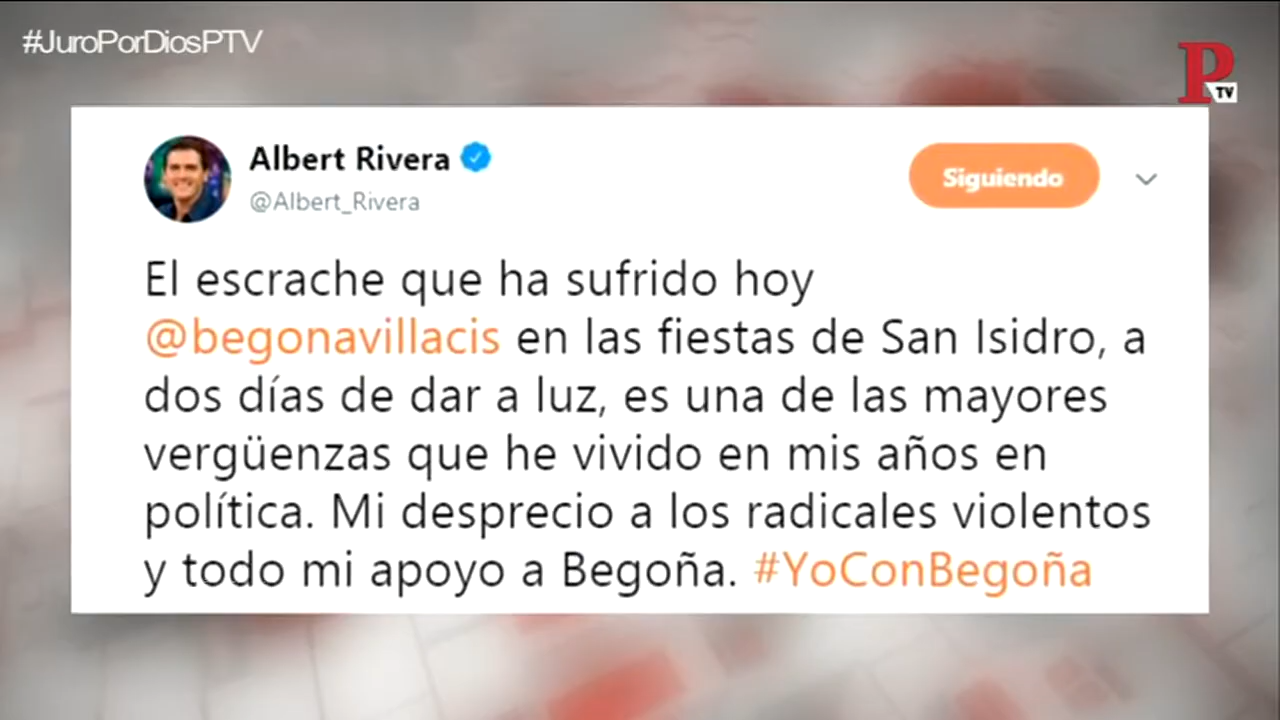 #JuroPorDiosPTV
P TV
Albert Rivera
@Albert_Rivera
Siguiendo
El escrache que ha sufrido hoy
@begonavillacis en las fiestas de San Isidro, a
dos días de dar a luz, es una de las mayores
vergüenzas que he vivido en mis años en
política. Mi desprecio a los radicales violentos
y todo mi apoyo a Begoña. #YoConBegoña